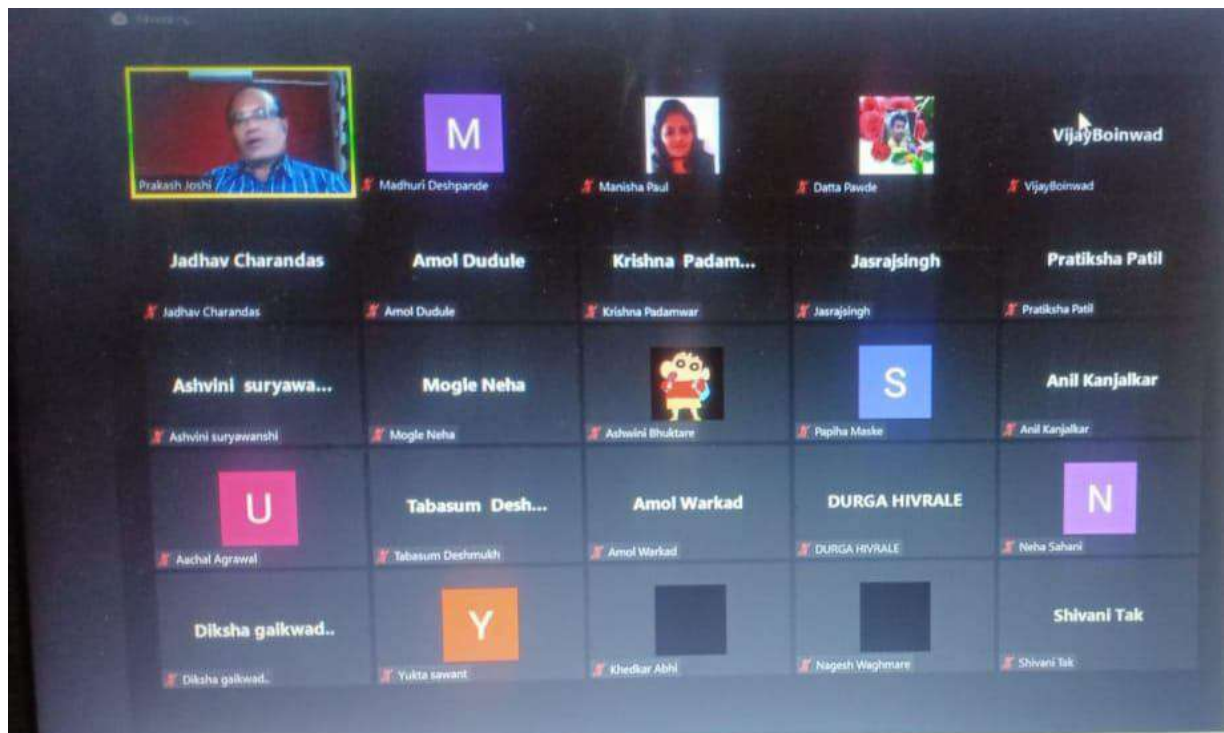 Prakash Joshi
M
Madhuri Deshpande
Manisha Paul
Datta Pawde
VijayBoinwad
VijayBoinwad
Jadhav Charandas
Jadhav Charandas
Amol Dudule
Amol Dudule
Krishna Padam...
Krishna Padamwar
Jasrajsingh
Jasrajsingh
Pratiksha Patil
Pratiksha Patil
Ashvini suryawa...
Ashvini suryawanshi
Mogle Neha
Mogle Neha
Ashwini Bhuktare
S
Papiha Maske
Anil Kanjalkar
Anil Kanjalkar
U
Aachal Agrawal
Tabasum Desh...
Tabasum Deshmukh
Amol Warkad
Amol Warkad
DURGA HIVRALE
DURGA HIVRALE
N
Neha Sahani
Diksha gaikwad..
Diksha gaikwad..
Y
Yukta sawant
Khedkar Abhi
Nagesh Waghmare
Shivani Tak
Shivani Tak